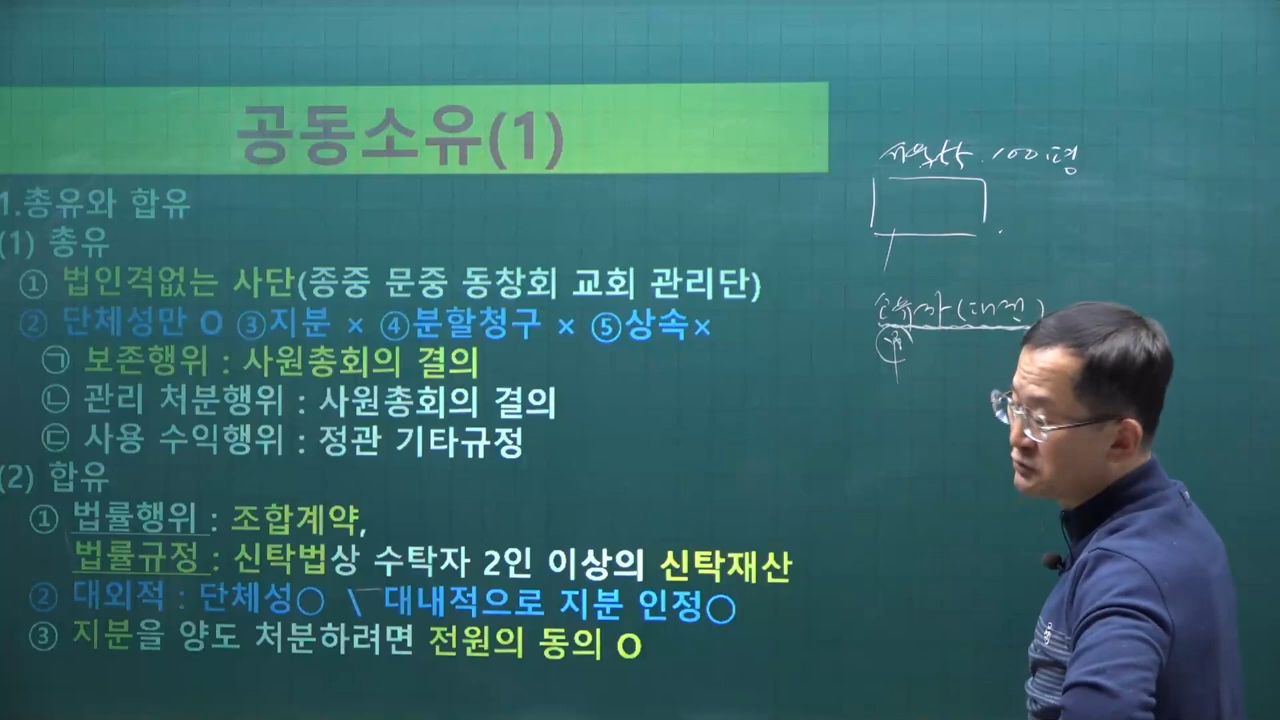 공동소유(1)
1.총유와 합유
(1) 총유
① 법인격없는 사단(종중 문중 동창회 교회 관리단)
② 단체성만 O ③지분 × ④분할청구 × ⑤상속×
㉠ 보존행위 : 사원총회의 결의
㉡ 관리 처분행위 : 사원총회의 결의
㉢ 사용 수익행위 : 정관 기타규정
(2) 합유
① 법률행위 : 조합계약,
법률규정 : 신탁법상 수탁자 2인 이상의 신탁재산
② 대외적 : 단체성○ \ 대내적으로 지분 인정○
③ 지분을 양도 처분하려면 전원의 동의 O
100평